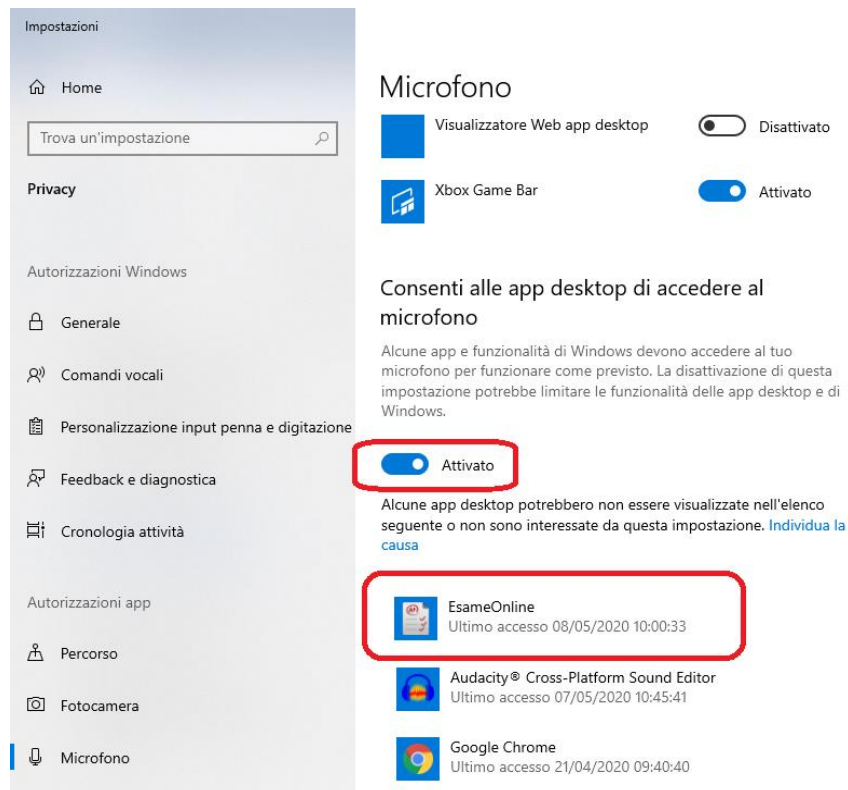 Impostazioni
Home
Trova un'impostazione
Privacy
Autorizzazioni Windows
Generale
Comandi vocali
Personalizzazione input penna e digitazione
Feedback e diagnostica
Cronologia attività
Autorizzazioni app
Percorso
Fotocamera
Microfono
Microfono
Visualizzatore Web app desktop
Disattivato
Xbox Game Bar
Attivato
Consenti alle app desktop di accedere al
microfono
Alcune app e funzionalità di Windows devono accedere al tuo
microfono per funzionare come previsto. La disattivazione di questa
impostazione potrebbe limitare le funzionalità delle app desktop e di
Windows.
Attivato
Alcune app desktop potrebbero non essere visualizzate nell'elenco
seguente o non sono interessate da questa impostazione. Individua la
causa
EsameOnline
Ultimo accesso 08/05/2020 10:00:33
Audacity® Cross-Platform Sound Editor
Ultimo accesso 07/05/2020 10:45:41
Google Chrome
Ultimo accesso 21/04/2020 09:40:40